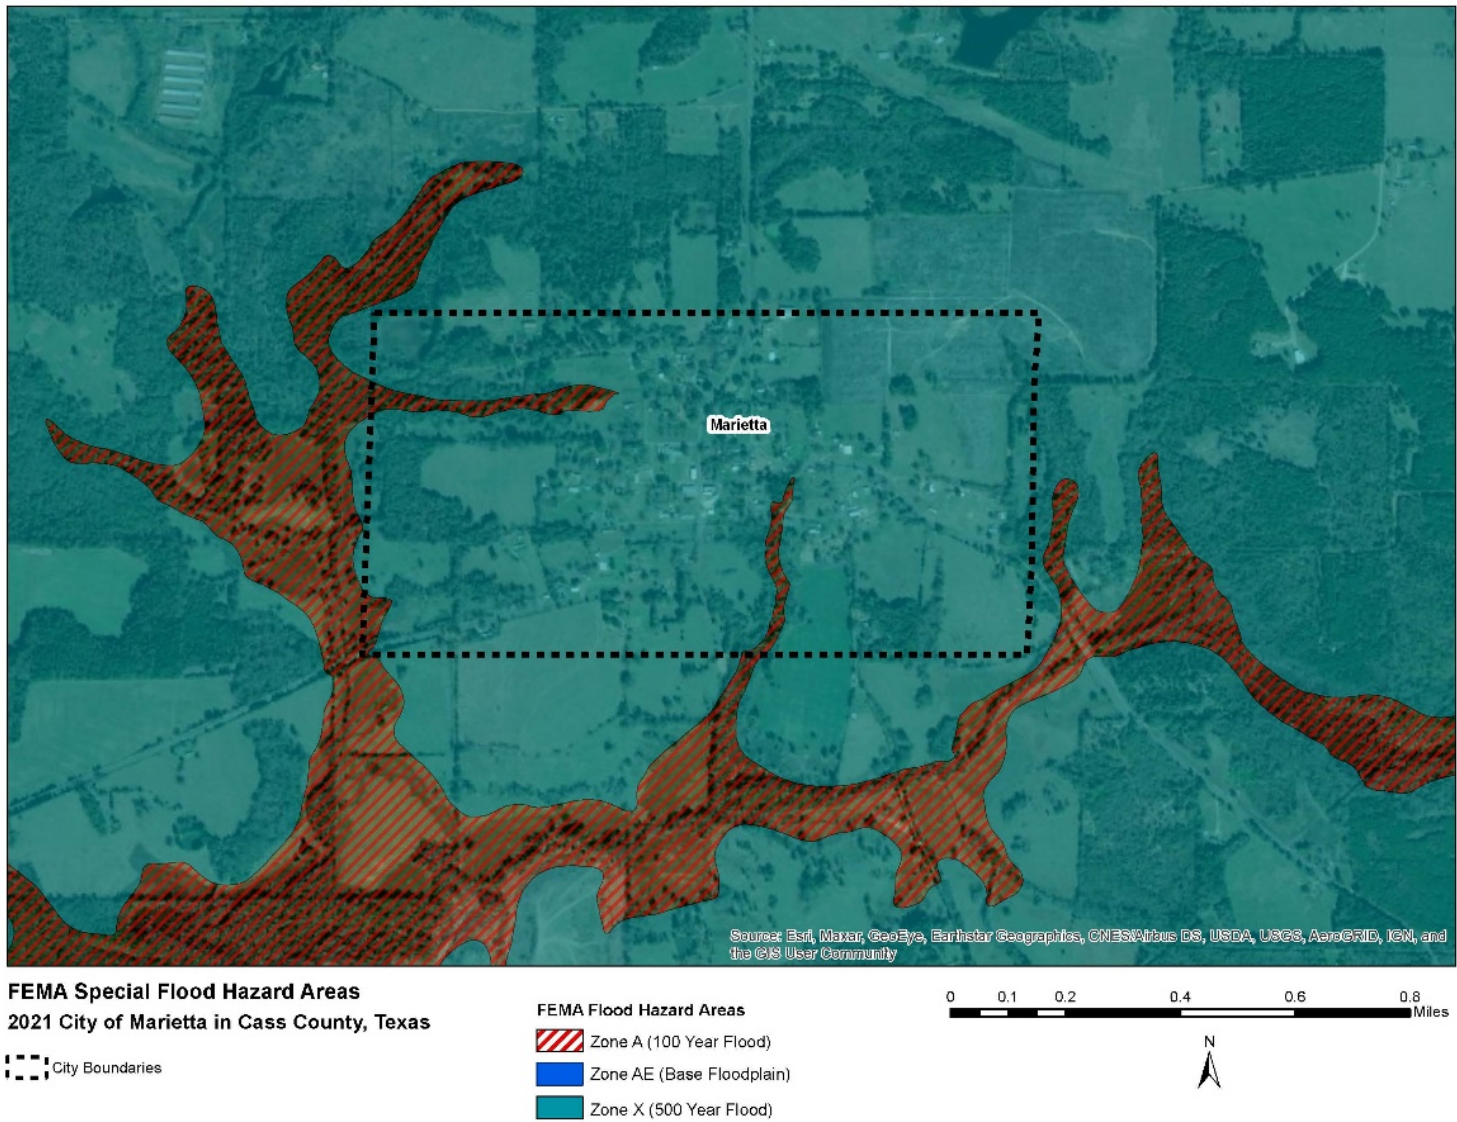 Marietta
Source: Esri, Maxar, GeoEye, Earthstar Geographics, CNES/Airbus DS, USDA, USGS, AeroGRID, IGN, and
the GIS User Community
FEMA Special Flood Hazard Areas
2021 City of Marietta in Cass County, Texas
City Boundaries
FEMA Flood Hazard Areas
Zone A (100 Year Flood)
Zone AE (Base Floodplain)
Zone X (500 Year Flood)
0 0.1 0.2 0.4 0.6 0.8
Miles
N